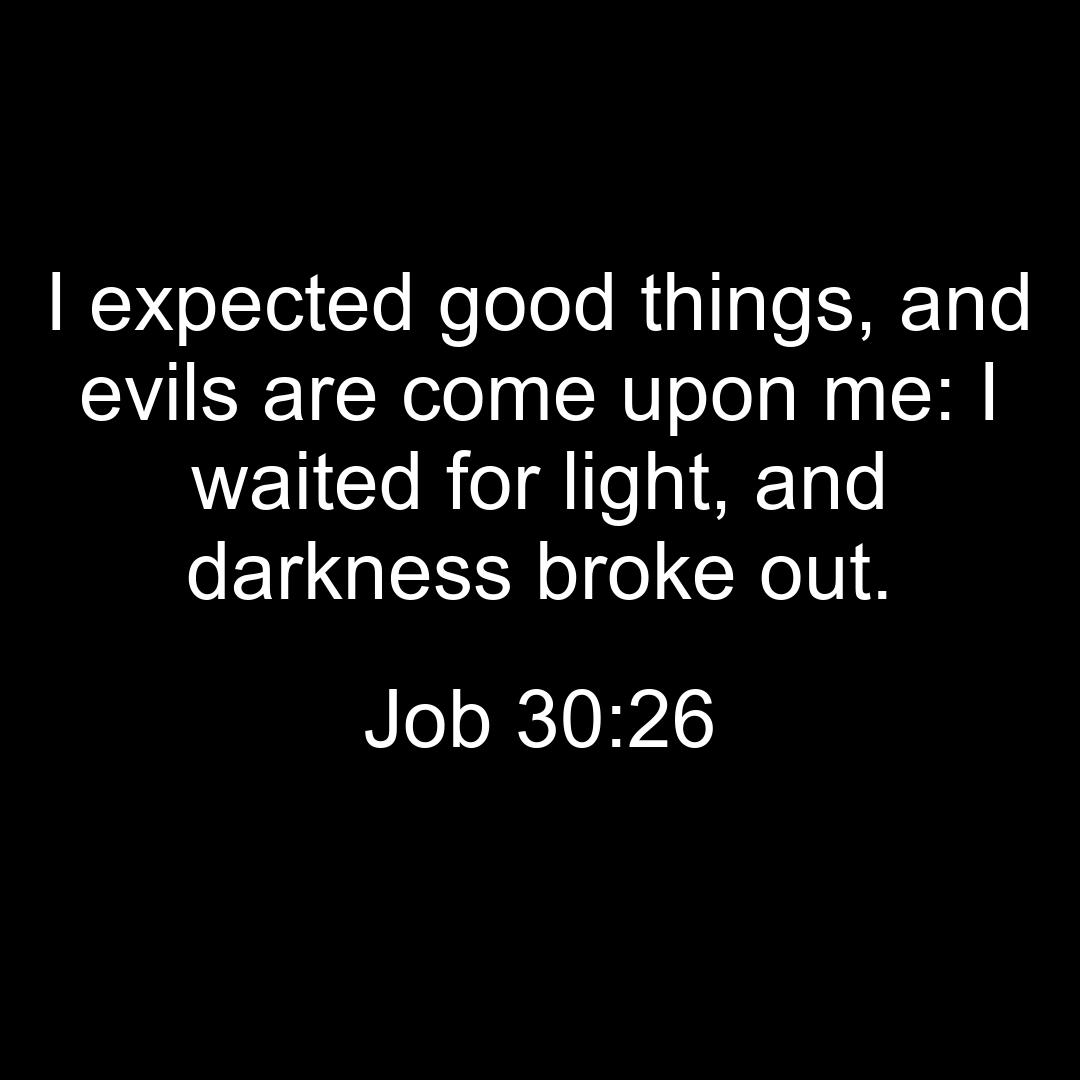 I expected good things, and
evils are come upon me: I
waited for light, and
darkness broke out.
Job 30:26